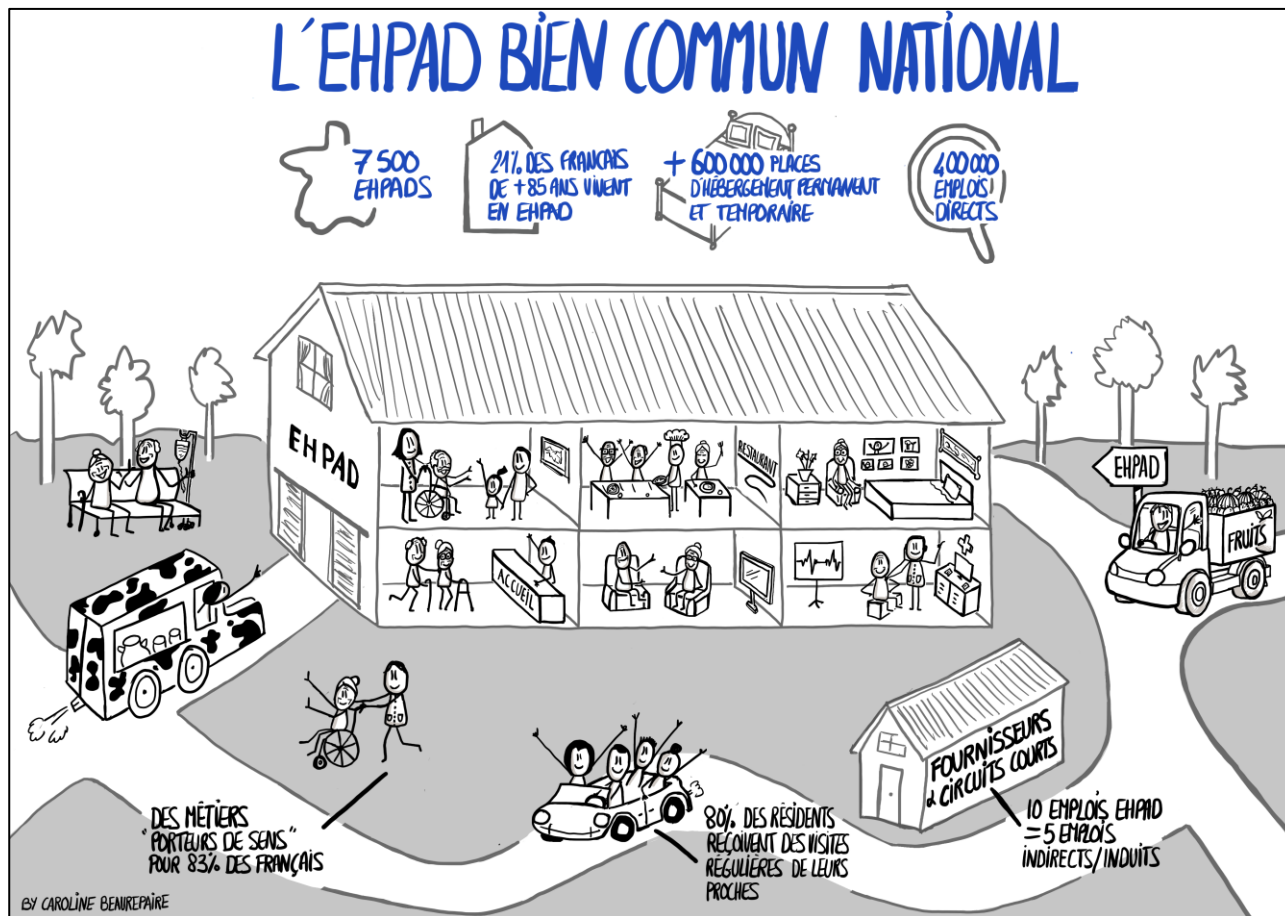 L'EHPAD BIEN COMMUN NATIONAL
7 500
EHPADS
21% DES FRANÇAIS
DE +85 ANS VIVENT
EN EHPAD
+ 600 000 PLACES
D'HÉBERGEMENT PERMANENT
ET TEMPORAIRE
400 000
EMPLOIS
DIRECTS
EHPAD
RESTAURANT
ACCUEIL
EHPAD
FRUITS
FOURNISSEURS
& CIRCUITS COURTS
DES MÉTIERS
"PORTEURS DE SENS"
POUR 83% DES FRANÇAIS
80% DES RÉSIDENTS
REÇOIVENT DES VISITES
RÉGULIÈRES DE LEURS
PROCHES
10 EMPLOIS EHPAD
= 5 EMPLOIS
INDIRECTS/INDUITS
BY CAROLINE BEAUREPAIRE